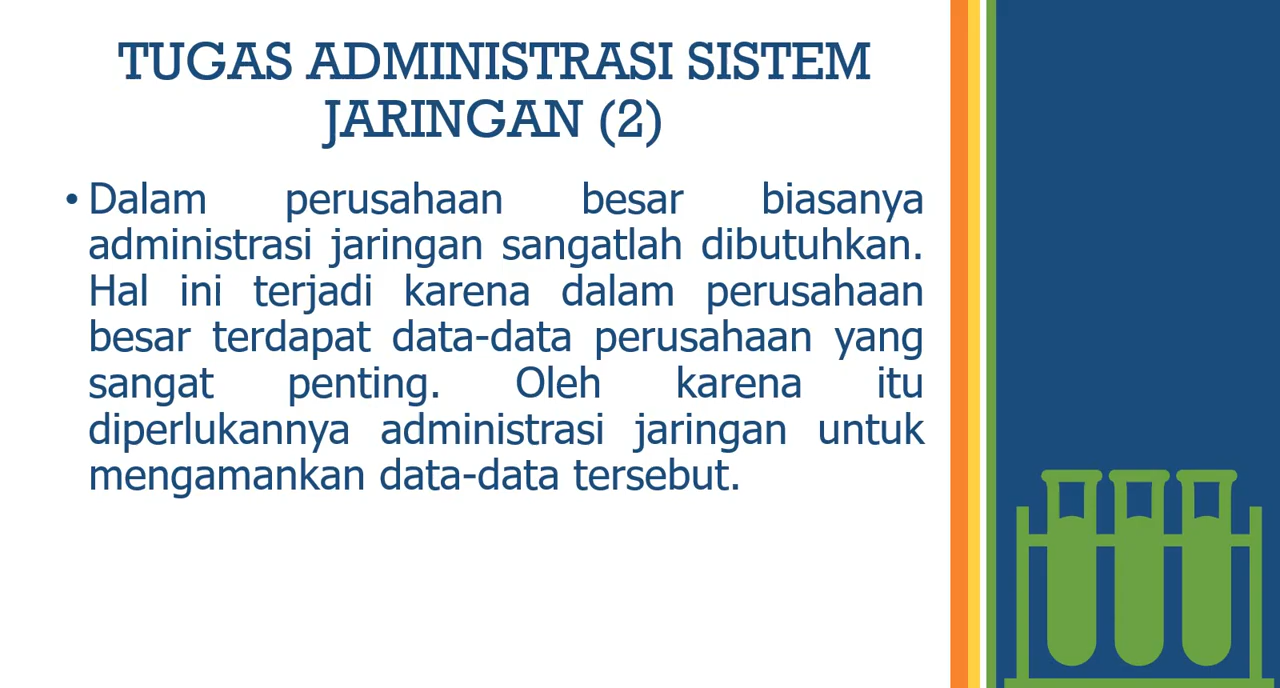 TUGAS ADMINISTRASI SISTEM
JARINGAN (2)
• Dalam perusahaan besar biasanya
administrasi jaringan sangatlah dibutuhkan.
Hal ini terjadi karena dalam perusahaan
besar terdapat data-data perusahaan yang
sangat penting. Oleh karena itu
diperlukannya administrasi jaringan untuk
mengamankan data-data tersebut.